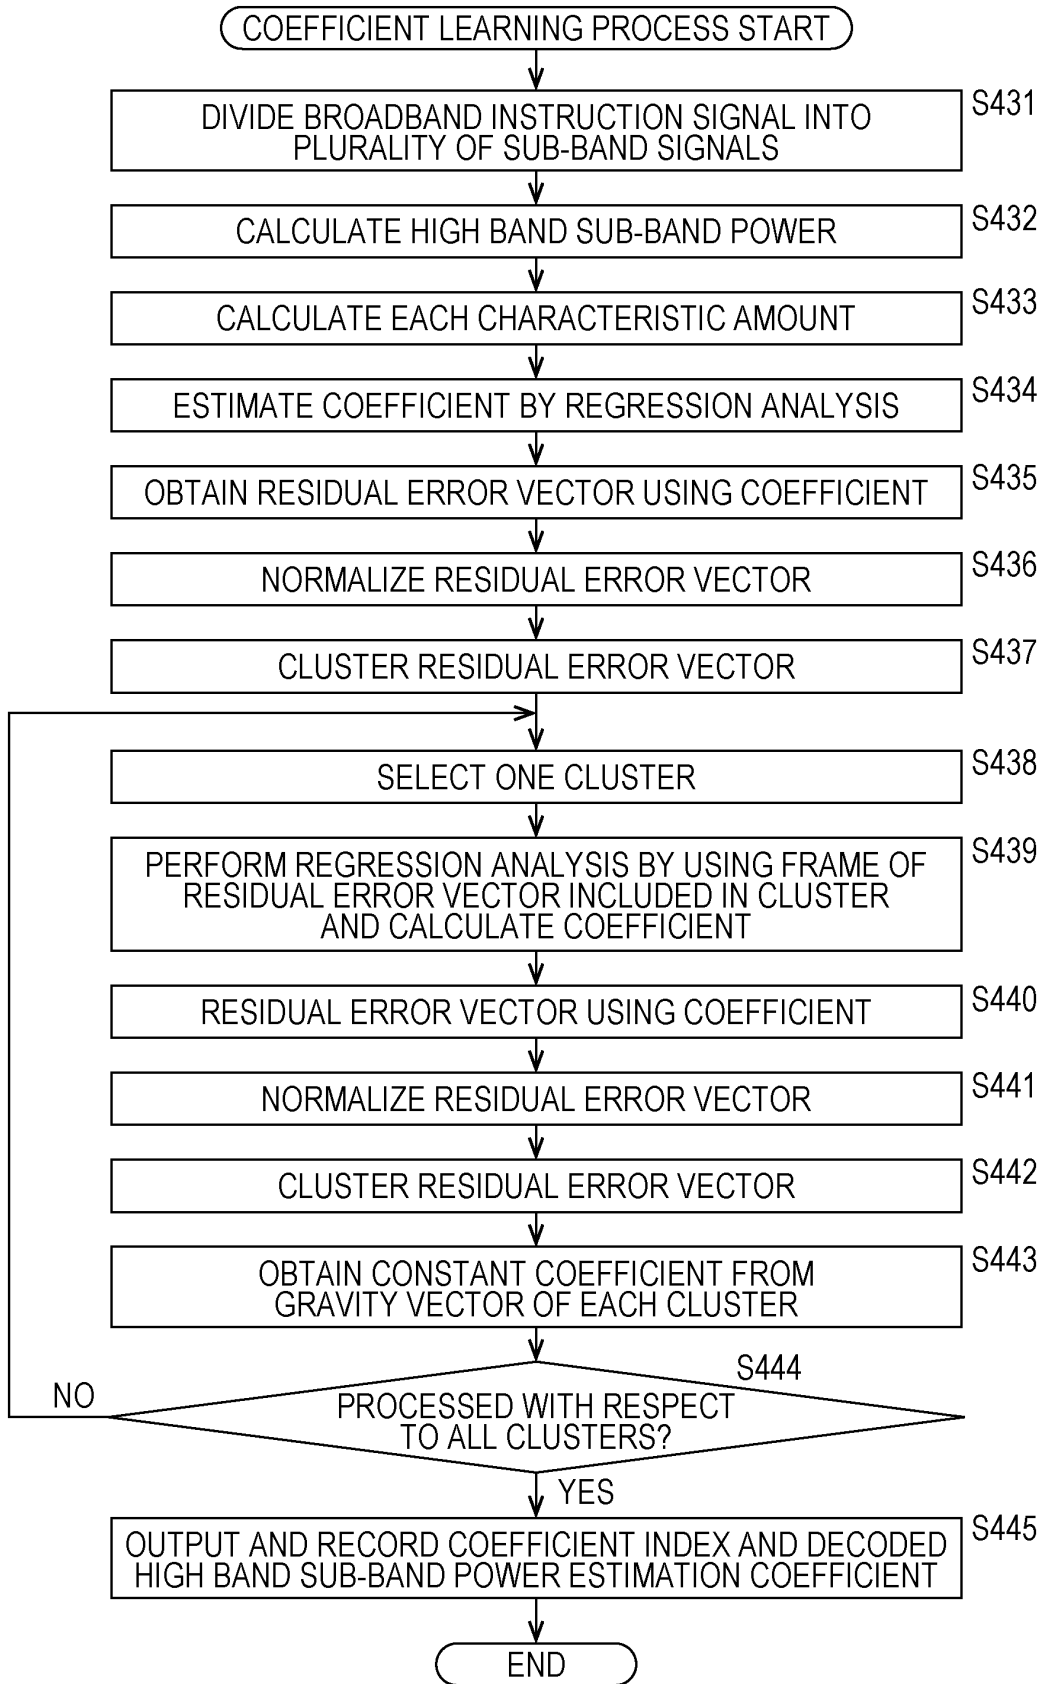 COEFFICIENT LEARNING PROCESS START
S431
DIVIDE BROADBAND INSTRUCTION SIGNAL INTO
PLURALITY OF SUB-BAND SIGNALS
S432
CALCULATE HIGH BAND SUB-BAND POWER
S433
CALCULATE EACH CHARACTERISTIC AMOUNT
S434
ESTIMATE COEFFICIENT BY REGRESSION ANALYSIS
S435
OBTAIN RESIDUAL ERROR VECTOR USING COEFFICIENT
S436
NORMALIZE RESIDUAL ERROR VECTOR
S437
CLUSTER RESIDUAL ERROR VECTOR
S438
SELECT ONE CLUSTER
S439
PERFORM REGRESSION ANALYSIS BY USING FRAME OF
RESIDUAL ERROR VECTOR INCLUDED IN CLUSTER
AND CALCULATE COEFFICIENT
S440
RESIDUAL ERROR VECTOR USING COEFFICIENT
S441
NORMALIZE RESIDUAL ERROR VECTOR
S442
CLUSTER RESIDUAL ERROR VECTOR
S443
OBTAIN CONSTANT COEFFICIENT FROM
GRAVITY VECTOR OF EACH CLUSTER
S444
NO
PROCESSED WITH RESPECT
TO ALL CLUSTERS?
YES
S445
OUTPUT AND RECORD COEFFICIENT INDEX AND DECODED
HIGH BAND SUB-BAND POWER ESTIMATION COEFFICIENT
END